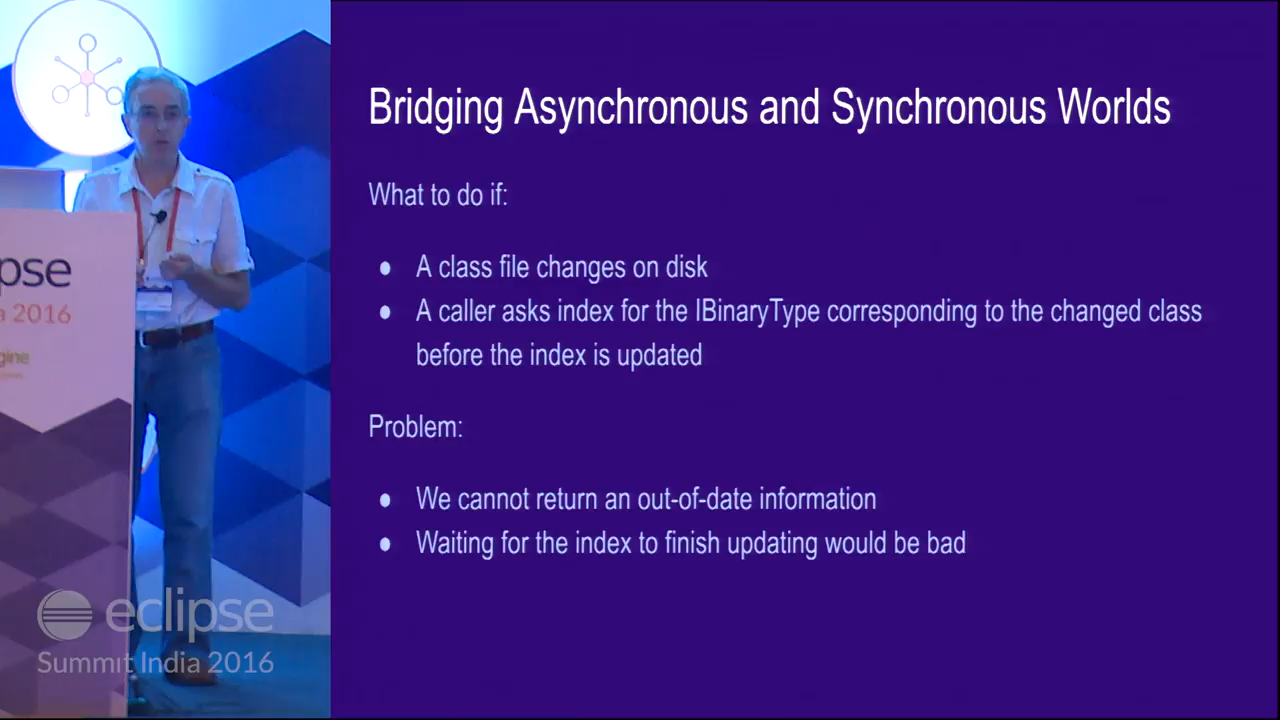 Bridging Asynchronous and Synchronous Worlds
What to do if:
● A class file changes on disk
● A caller asks index for the IBinaryType corresponding to the changed class
before the index is updated
Problem:
● We cannot return an out-of-date information
● Waiting for the index to finish updating would be bad
pse
a 2016
gine
eclipse
Summit India 2016